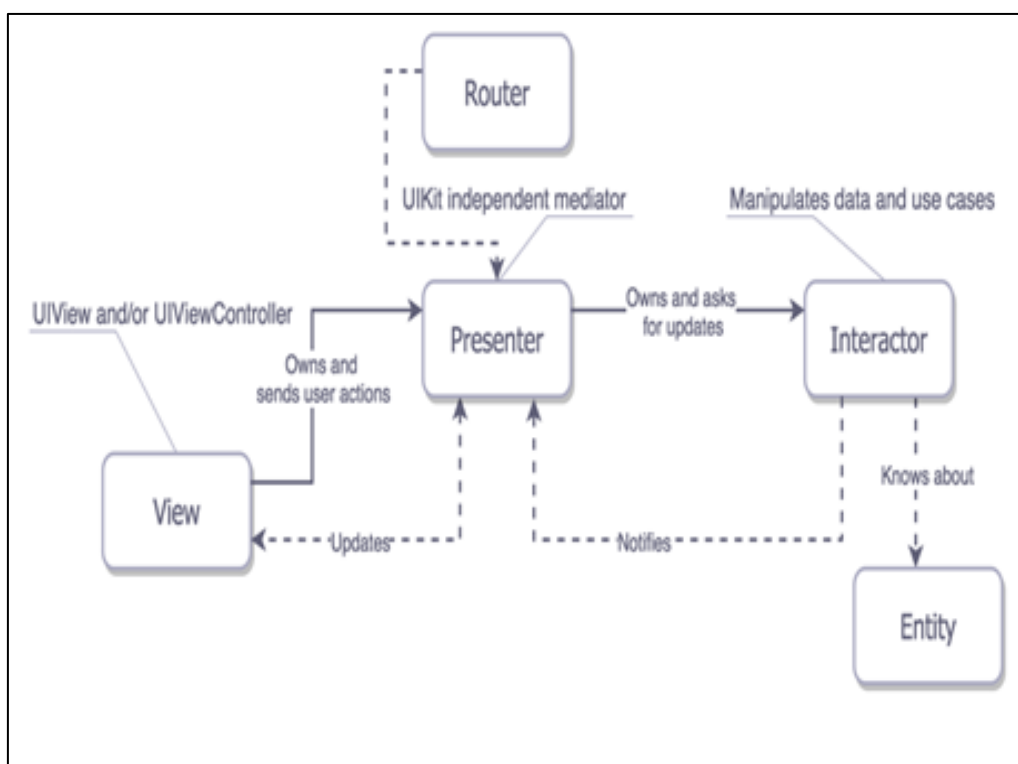 Router
UIKit independent mediator
Manipulates data and use cases
UIView and/or UIViewController
Presenter
Owns and asks
for updates
Interactor
Owns and
sends user actions
View
Updates
Notifies
Knows about
Entity